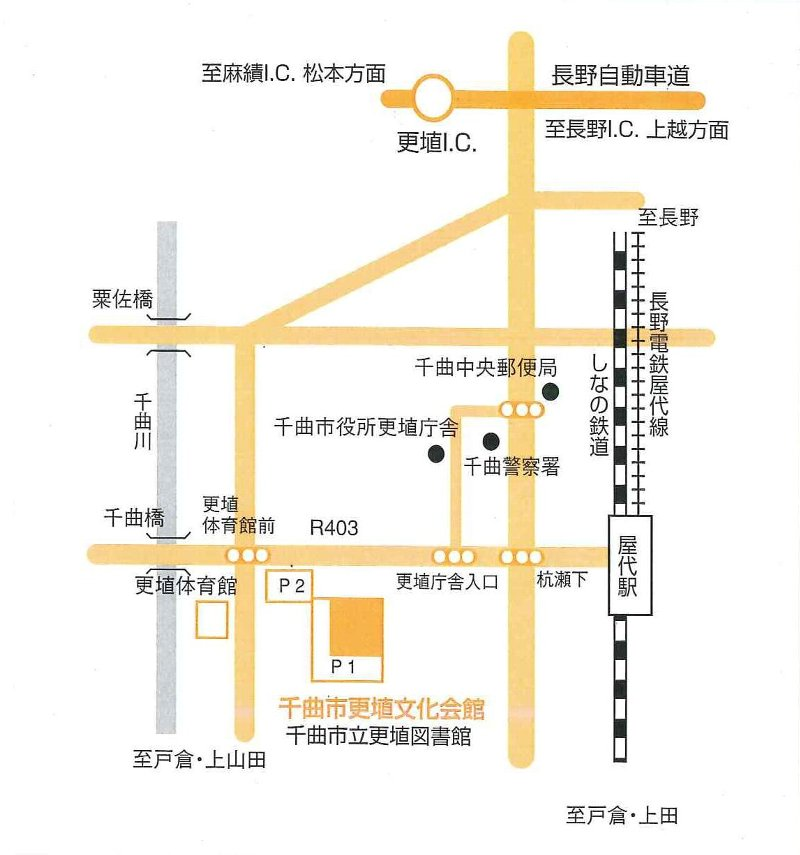 至麻績I.C. 松本方面
長野自動車道
更埴I.C.
至長野I.C. 上越方面
至長野
粟佐橋
長野電鉄屋代線
しなの鉄道
千曲中央郵便局
千曲川
千曲市役所更埴庁舎
千曲警察署
千曲橋
更埴
体育館前
R403
屋代駅
更埴体育館
P2
更埴庁舎入口
杭瀬下
P1
千曲市更埴文化会館
千曲市立更埴図書館
至戸倉・上山田
至戸倉・上田